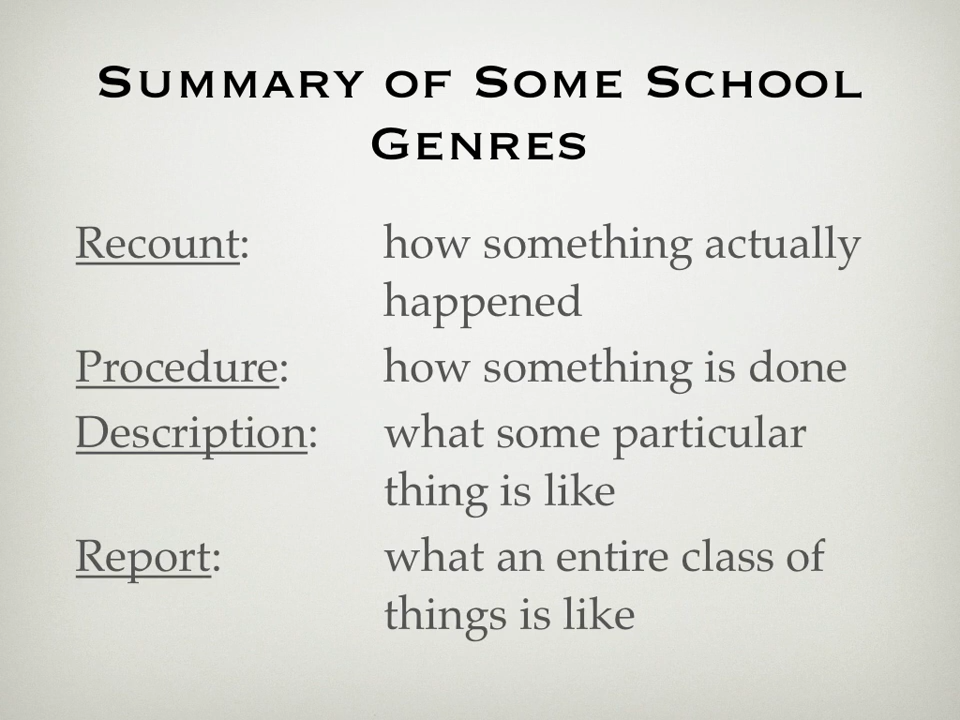 Summary of Some School
Genres
Recount: how something actually
happened
Procedure: how something is done
Description: what some particular
thing is like
Report: what an entire class of
things is like